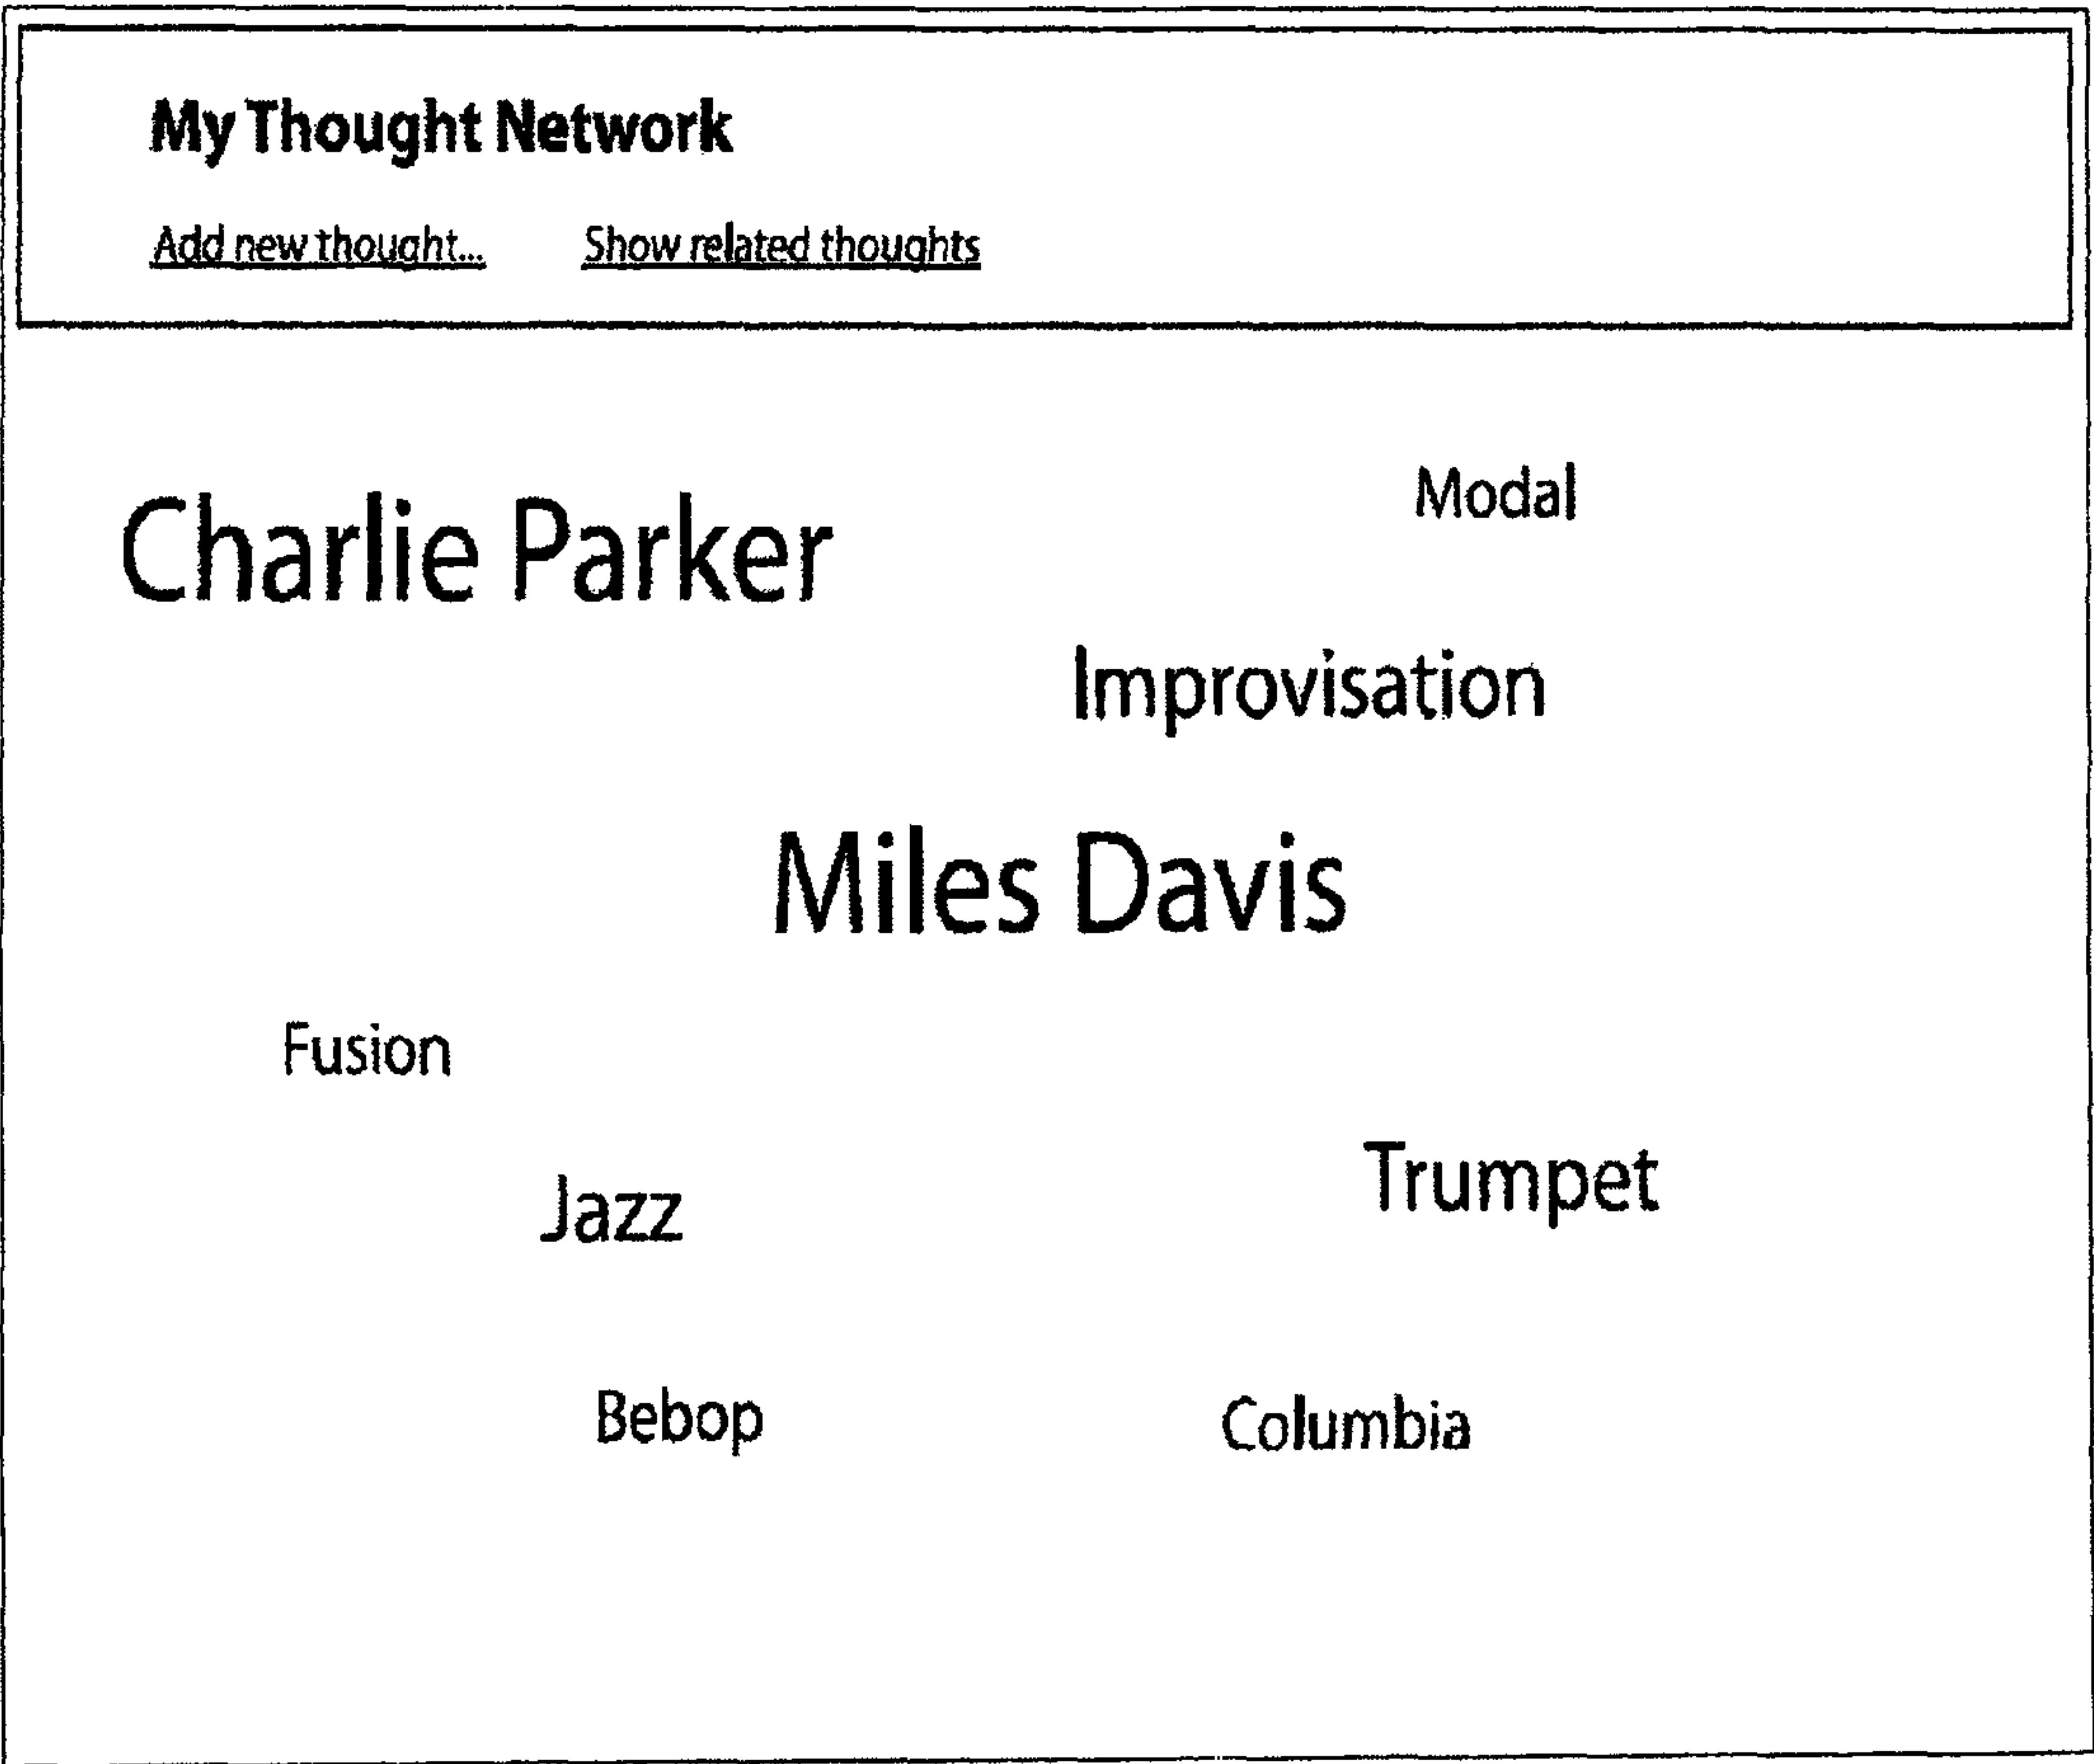 My Thought Network
Add new thought... Show related thoughts
Modal
Charlie Parker
Improvisation
Miles Davis
Fusion
Trumpet
Jazz
Bebop
Columbia